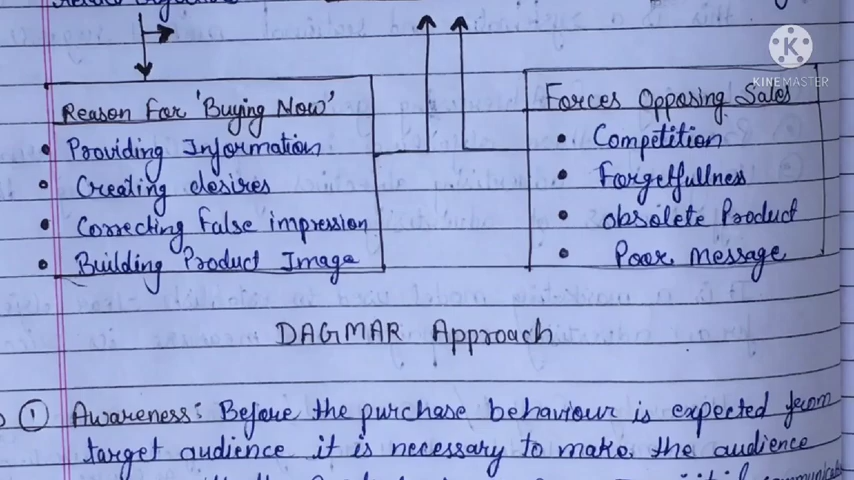 Reason For 'Buying Now'
• Providing Information
• Creating desires
• Correcting False impression
• Building Product Image
Forces Opposing Sales
• Competition
• Forgetfullness
• obsolete Product
• Poor message
KINEMASTER
DAGMAR Approach
① Awareness: Before the purchase behaviour is expected from
target audience it is necessary to make the audience